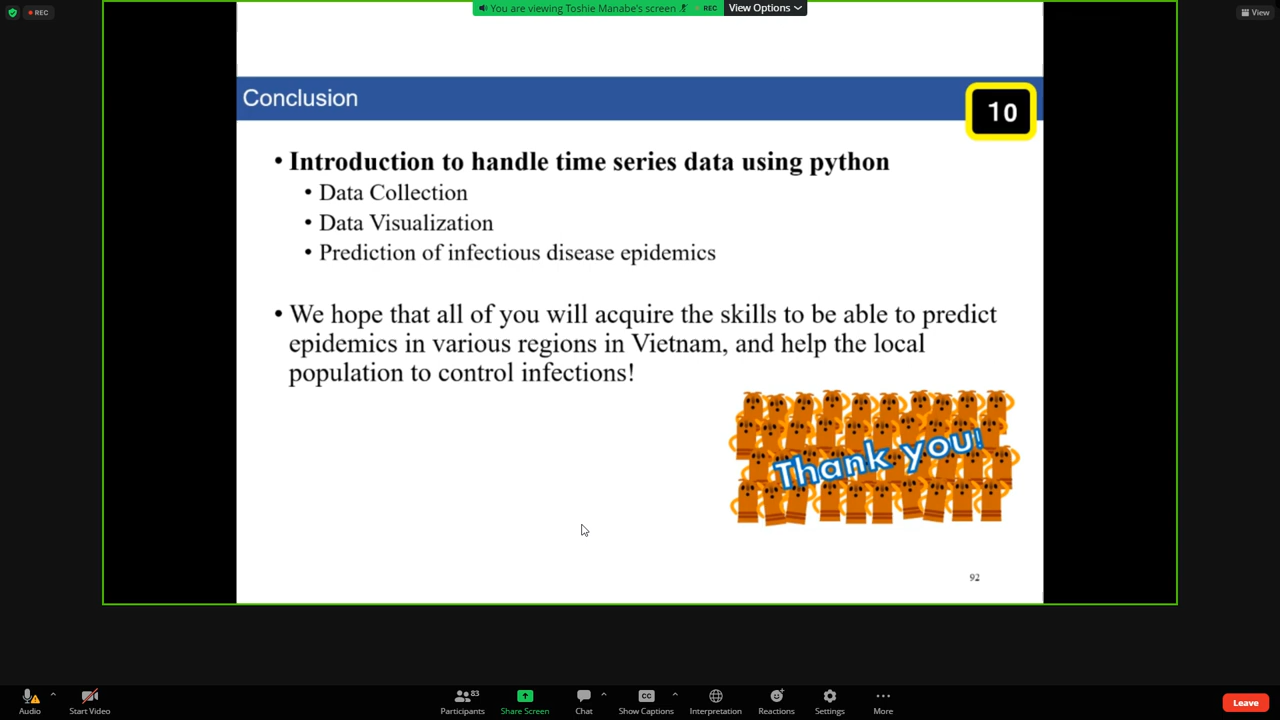 REC
You are viewing Toshie Manabe's screen
REC
View Options
View
Conclusion
10
• Introduction to handle time series data using python
• Data Collection
• Data Visualization
• Prediction of infectious disease epidemics
• We hope that all of you will acquire the skills to be able to predict
epidemics in various regions in Vietnam, and help the local
population to control infections!
Thank you!
92
Audio
Start Video
Participants
83
Share Screen
Chat
CC
Show Captions
Interpretation
Reactions
Settings
More
Leave